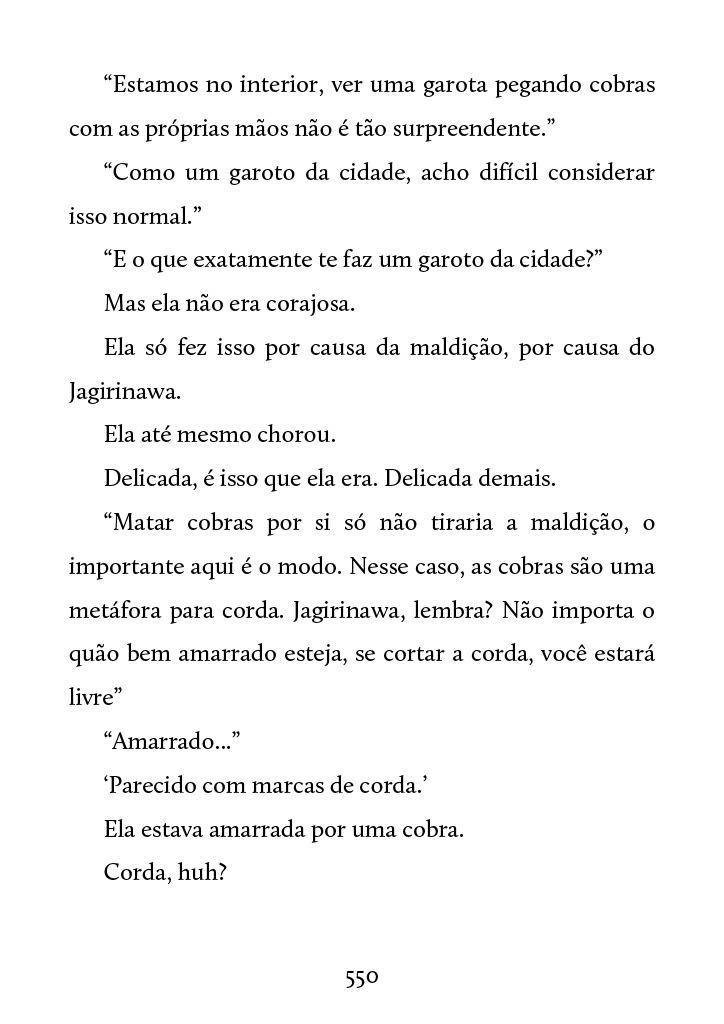 “Estamos no interior, ver uma garota pegando cobras
com as próprias mãos não é tão surpreendente.”
“Como um garoto da cidade, acho difícil considerar
isso normal.”
“E o que exatamente te faz um garoto da cidade?”
Mas ela não era corajosa.
Ela só fez isso por causa da maldição, por causa do
Jagirinawa.
Ela até mesmo chorou.
Delicada, é isso que ela era. Delicada demais.
“Matar cobras por si só não tiraria a maldição, o
importante aqui é o modo. Nesse caso, as cobras são uma
metáfora para corda. Jagirinawa, lembra? Não importa o
quão bem amarrado esteja, se cortar a corda, você estará
livre”
“Amarrado...”
‘Parecido com marcas de corda.’
Ela estava amarrada por uma cobra.
Corda, huh?
550